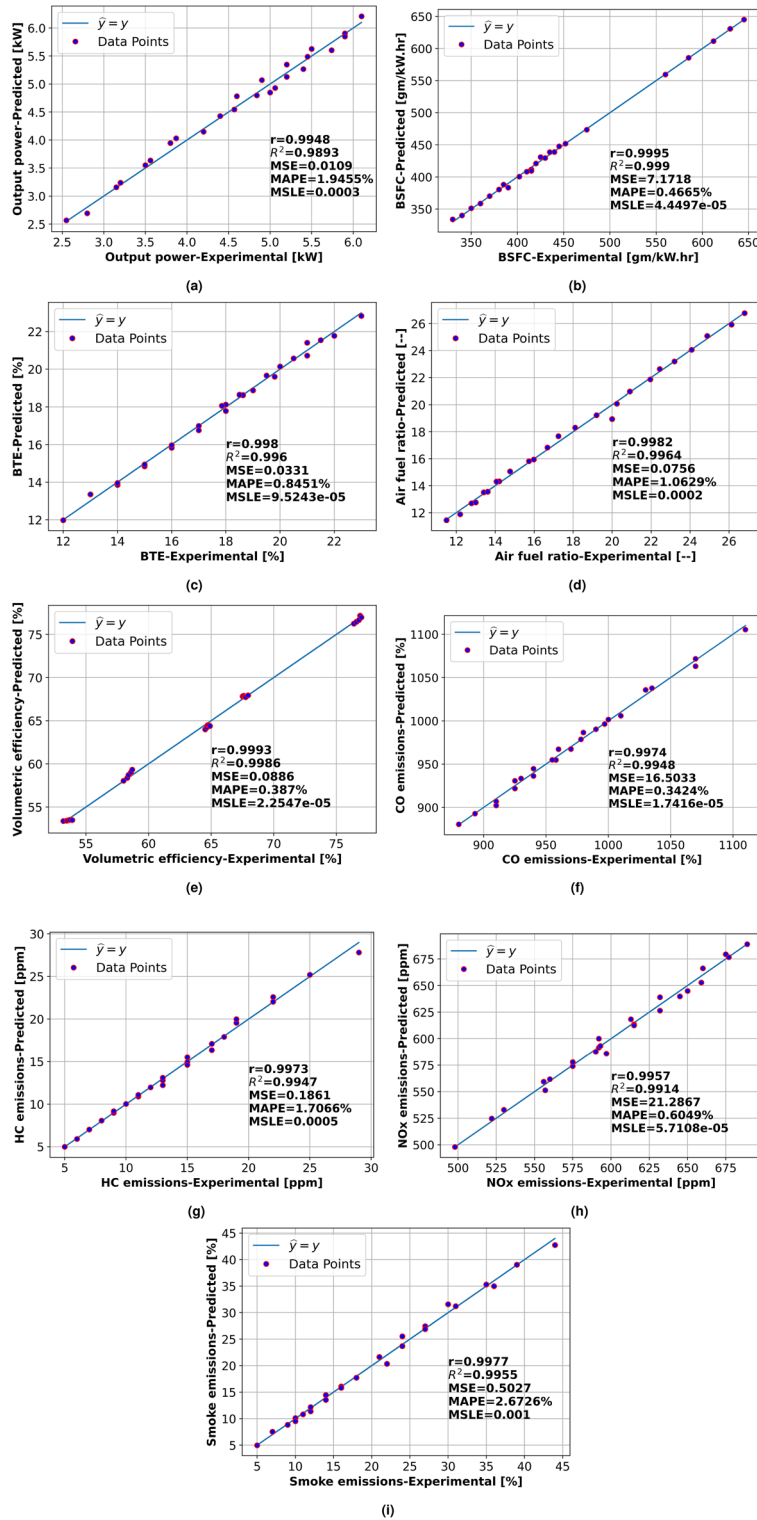 ŷ = y
Data Points
Output power-Predicted [kW]
6.0
5.5
5.0
4.5
4.0
3.5
3.0
2.5
r=0.9948
R²=0.9893
MSE=0.0109
MAPE=1.9455%
MSLE=0.0003
2.5 3.0 3.5 4.0 4.5 5.0 5.5 6.0
Output power-Experimental [kW]
(a)
ŷ = y
Data Points
BSFC-Predicted [gm/kW.hr]
650
600
550
500
450
400
350
r=0.9995
R²=0.999
MSE=7.1718
MAPE=0.4665%
MSLE=4.4497e-05
350 400 450 500 550 600 650
BSFC-Experimental [gm/kW.hr]
(b)
ŷ = y
Data Points
BTE-Predicted [%]
22
20
18
16
14
12
r=0.998
R²=0.996
MSE=0.0331
MAPE=0.8451%
MSLE=9.5243e-05
12 14 16 18 20 22
BTE-Experimental [%]
(c)
ŷ = y
Data Points
Air fuel ratio-Predicted [--]
26
24
22
20
18
16
14
12
r=0.9982
R²=0.9964
MSE=0.0756
MAPE=1.0629%
MSLE=0.0002
12 14 16 18 20 22 24 26
Air fuel ratio-Experimental [--]
(d)
ŷ = y
Data Points
Volumetric efficiency-Predicted [%]
75
70
65
60
55
r=0.9993
R²=0.9986
MSE=0.0886
MAPE=0.387%
MSLE=2.2547e-05
55 60 65 70 75
Volumetric efficiency-Experimental [%]
(e)
ŷ = y
Data Points
CO emissions-Predicted [%]
1100
1050
1000
950
900
r=0.9974
R²=0.9948
MSE=16.5033
MAPE=0.3424%
MSLE=1.7416e-05
900 950 1000 1050 1100
CO emissions-Experimental [%]
(f)
ŷ = y
Data Points
HC emissions-Predicted [ppm]
30
25
20
15
10
5
r=0.9973
R²=0.9947
MSE=0.1861
MAPE=1.7066%
MSLE=0.0005
5 10 15 20 25 30
HC emissions-Experimental [ppm]
(g)
ŷ = y
Data Points
NOx emissions-Predicted [ppm]
675
650
625
600
575
550
525
500
r=0.9957
R²=0.9914
MSE=21.2867
MAPE=0.6049%
MSLE=5.7108e-05
500 525 550 575 600 625 650 675
NOx emissions-Experimental [ppm]
(h)
ŷ = y
Data Points
Smoke emissions-Predicted [%]
45
40
35
30
25
20
15
10
5
r=0.9977
R²=0.9955
MSE=0.5027
MAPE=2.6726%
MSLE=0.001
5 10 15 20 25 30 35 40 45
Smoke emissions-Experimental [%]
(i)